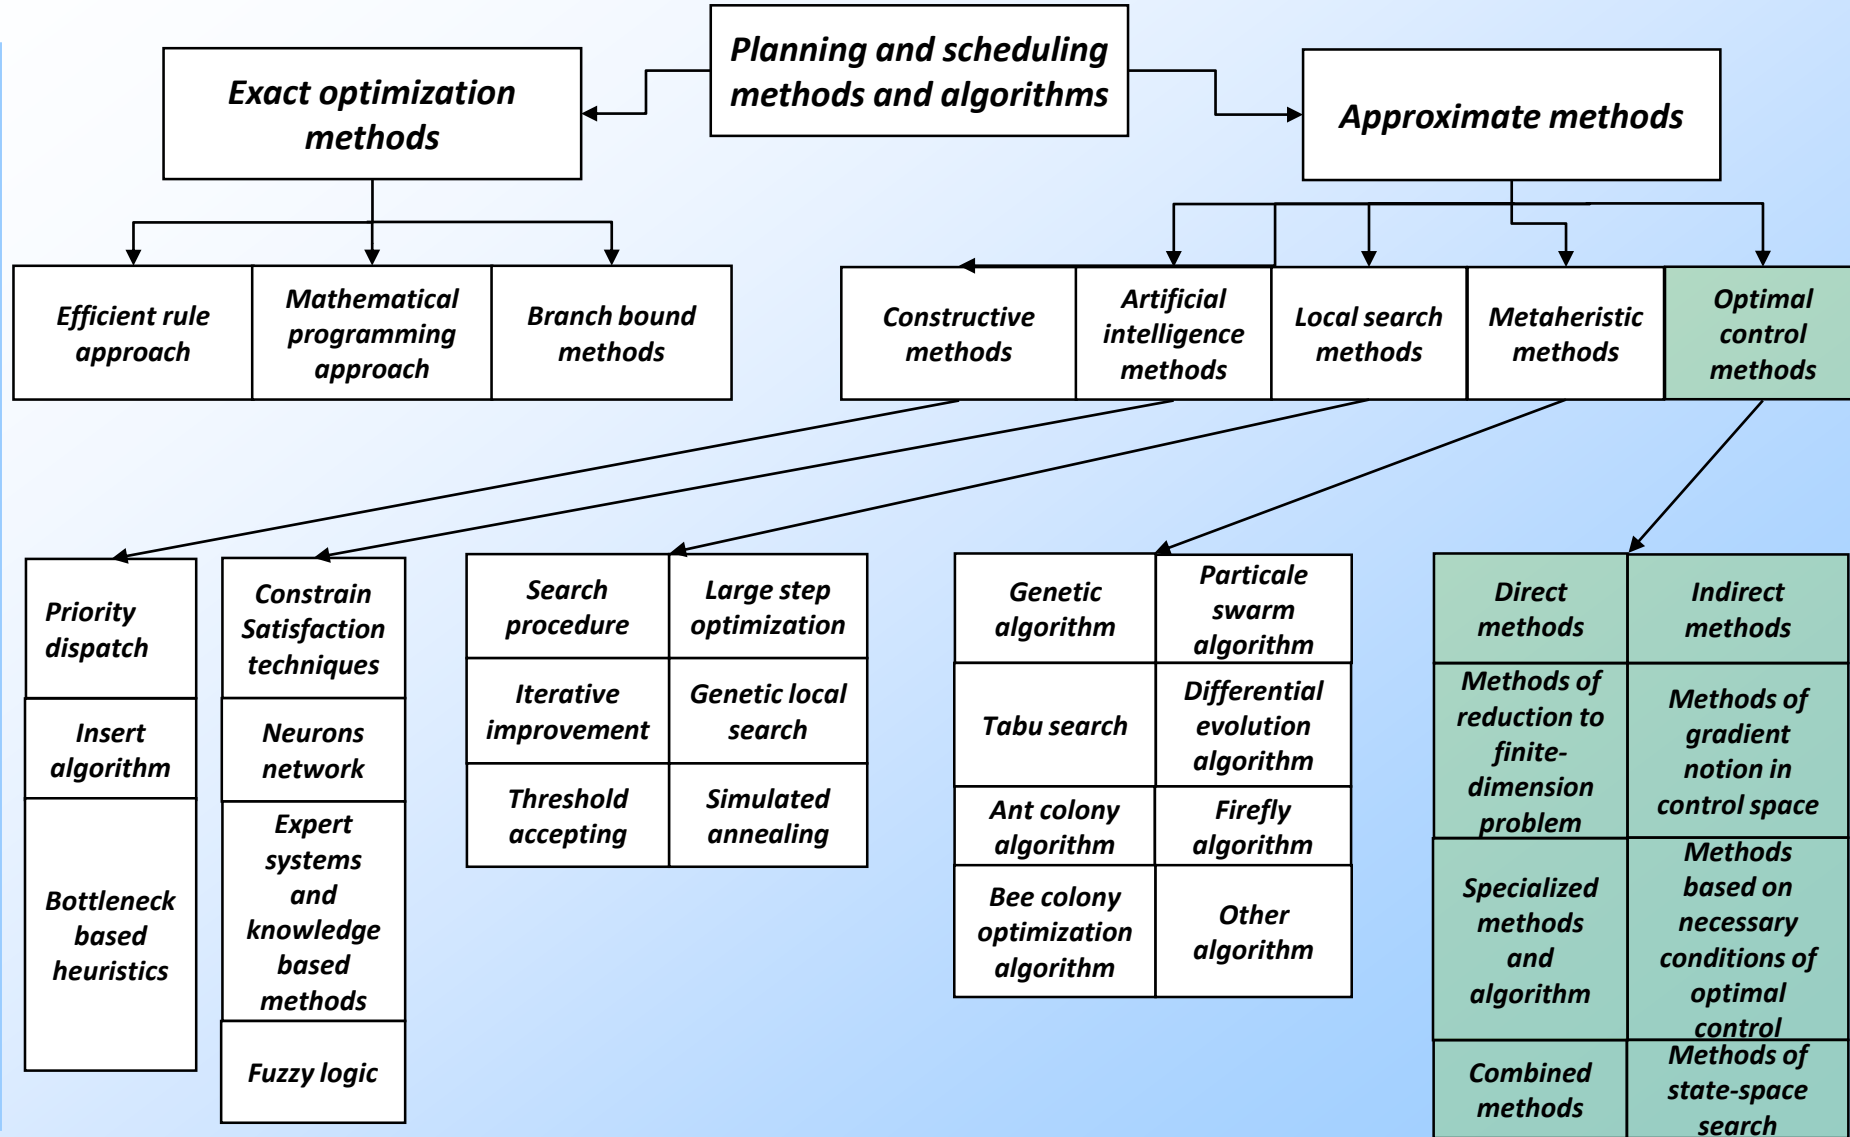 Planning and scheduling
methods and algorithms
Exact optimization
methods
Approximate methods
Efficient rule
approach
Mathematical
programming
approach
Branch bound
methods
Constructive
methods
Artificial
intelligence
methods
Local search
methods
Metaheristic
methods
Optimal
control
methods
Priority
dispatch
Insert
algorithm
Bottleneck
based
heuristics
Constrain
Satisfaction
techniques
Neurons
network
Expert
systems
and
knowledge
based
methods
Fuzzy logic
Search
procedure
Large step
optimization
Iterative
improvement
Genetic local
search
Threshold
accepting
Simulated
annealing
Genetic
algorithm
Particale
swarm
algorithm
Tabu search
Differential
evolution
algorithm
Ant colony
algorithm
Firefly
algorithm
Bee colony
optimization
algorithm
Other
algorithm
Direct
methods
Indirect
methods
Methods of
reduction to
finite-
dimension
problem
Methods of
gradient
notion in
control space
Specialized
methods
and
algorithm
Methods
based on
necessary
conditions of
optimal
control
Combined
methods
Methods of
state-space
search